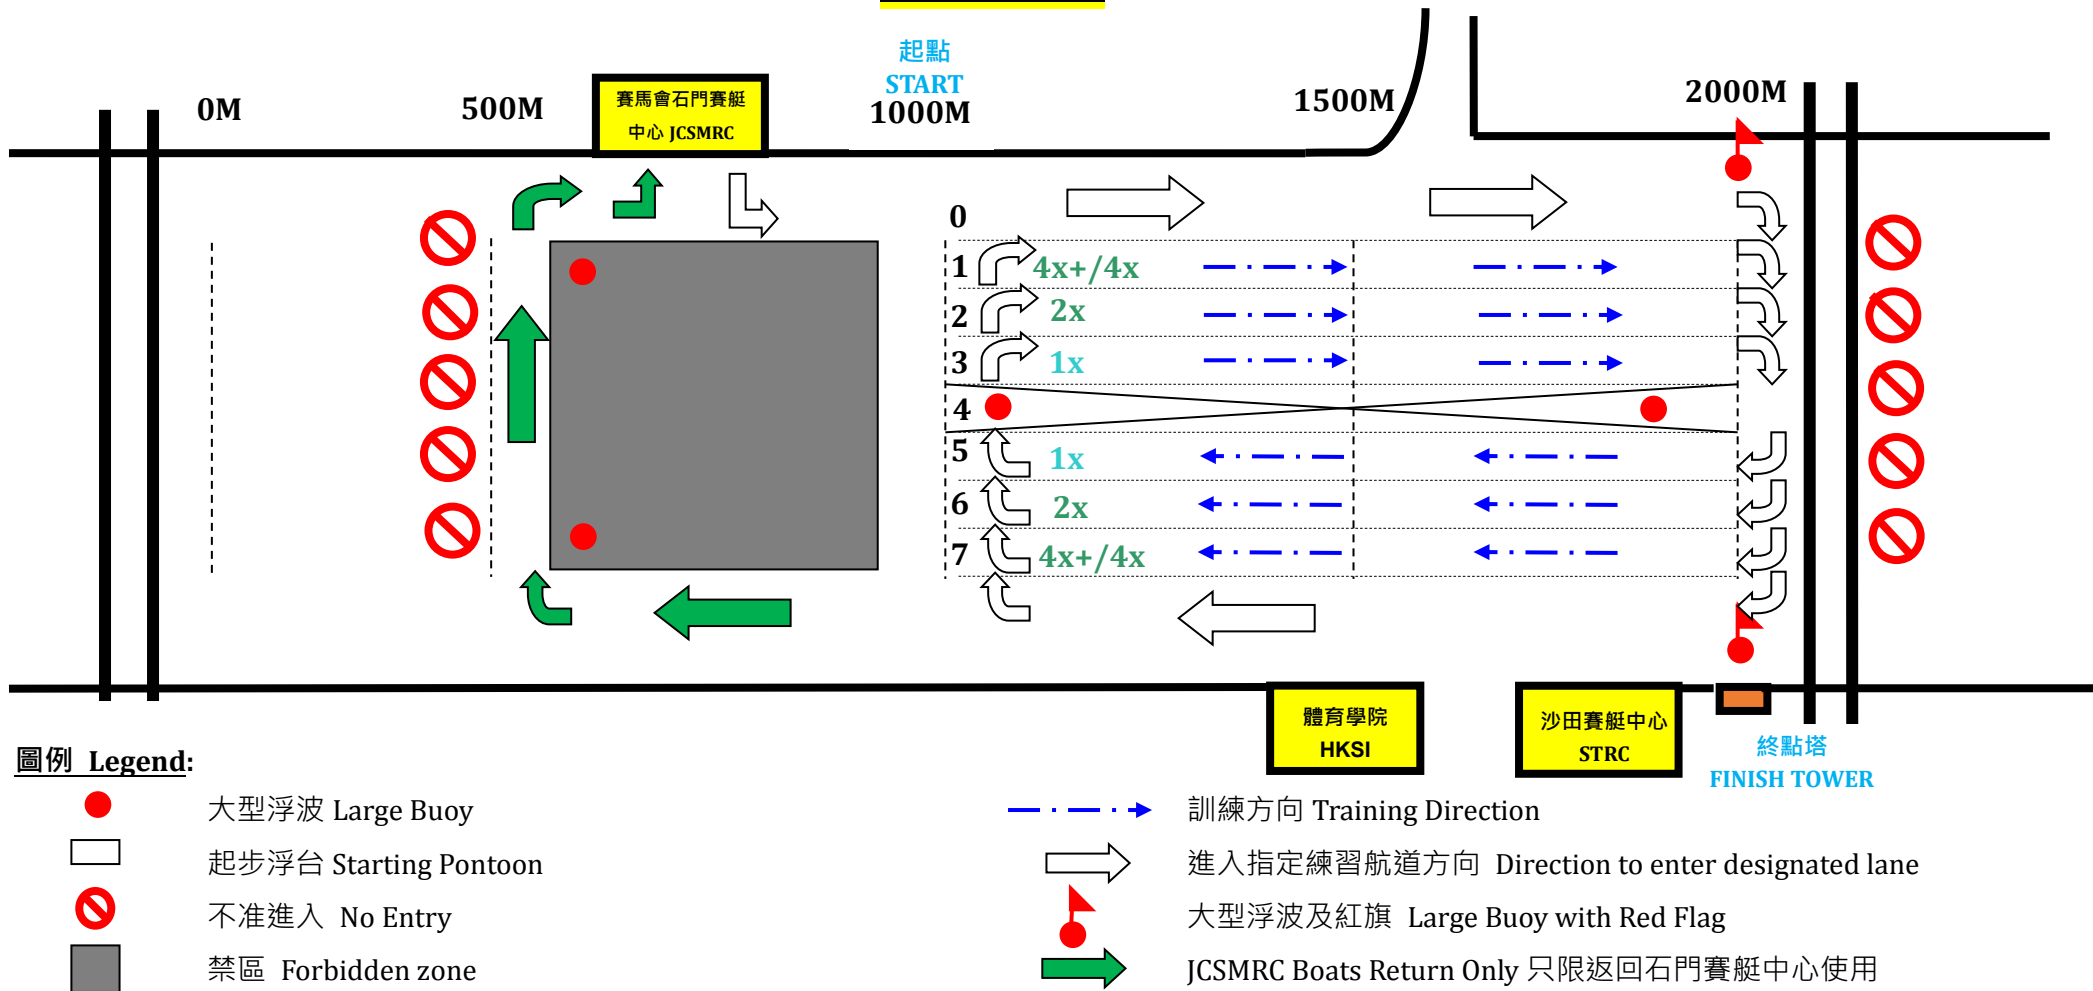 起點
START
0M
500M
賽馬會石門賽艇
中心 JCSMRC
1000M
1500M
2000M
0
1
4x+/4x
2
2x
3
1x
4
5
1x
6
2x
7
4x+/4x
體育學院
HKSI
沙田賽艇中心
STRC
終點塔
FINISH TOWER
圖例 Legend:
大型浮波 Large Buoy
起步浮台 Starting Pontoon
不准進入 No Entry
禁區 Forbidden zone
訓練方向 Training Direction
進入指定練習航道方向 Direction to enter designated lane
大型浮波及紅旗 Large Buoy with Red Flag
JCSMRC Boats Return Only 只限返回石門賽艇中心使用